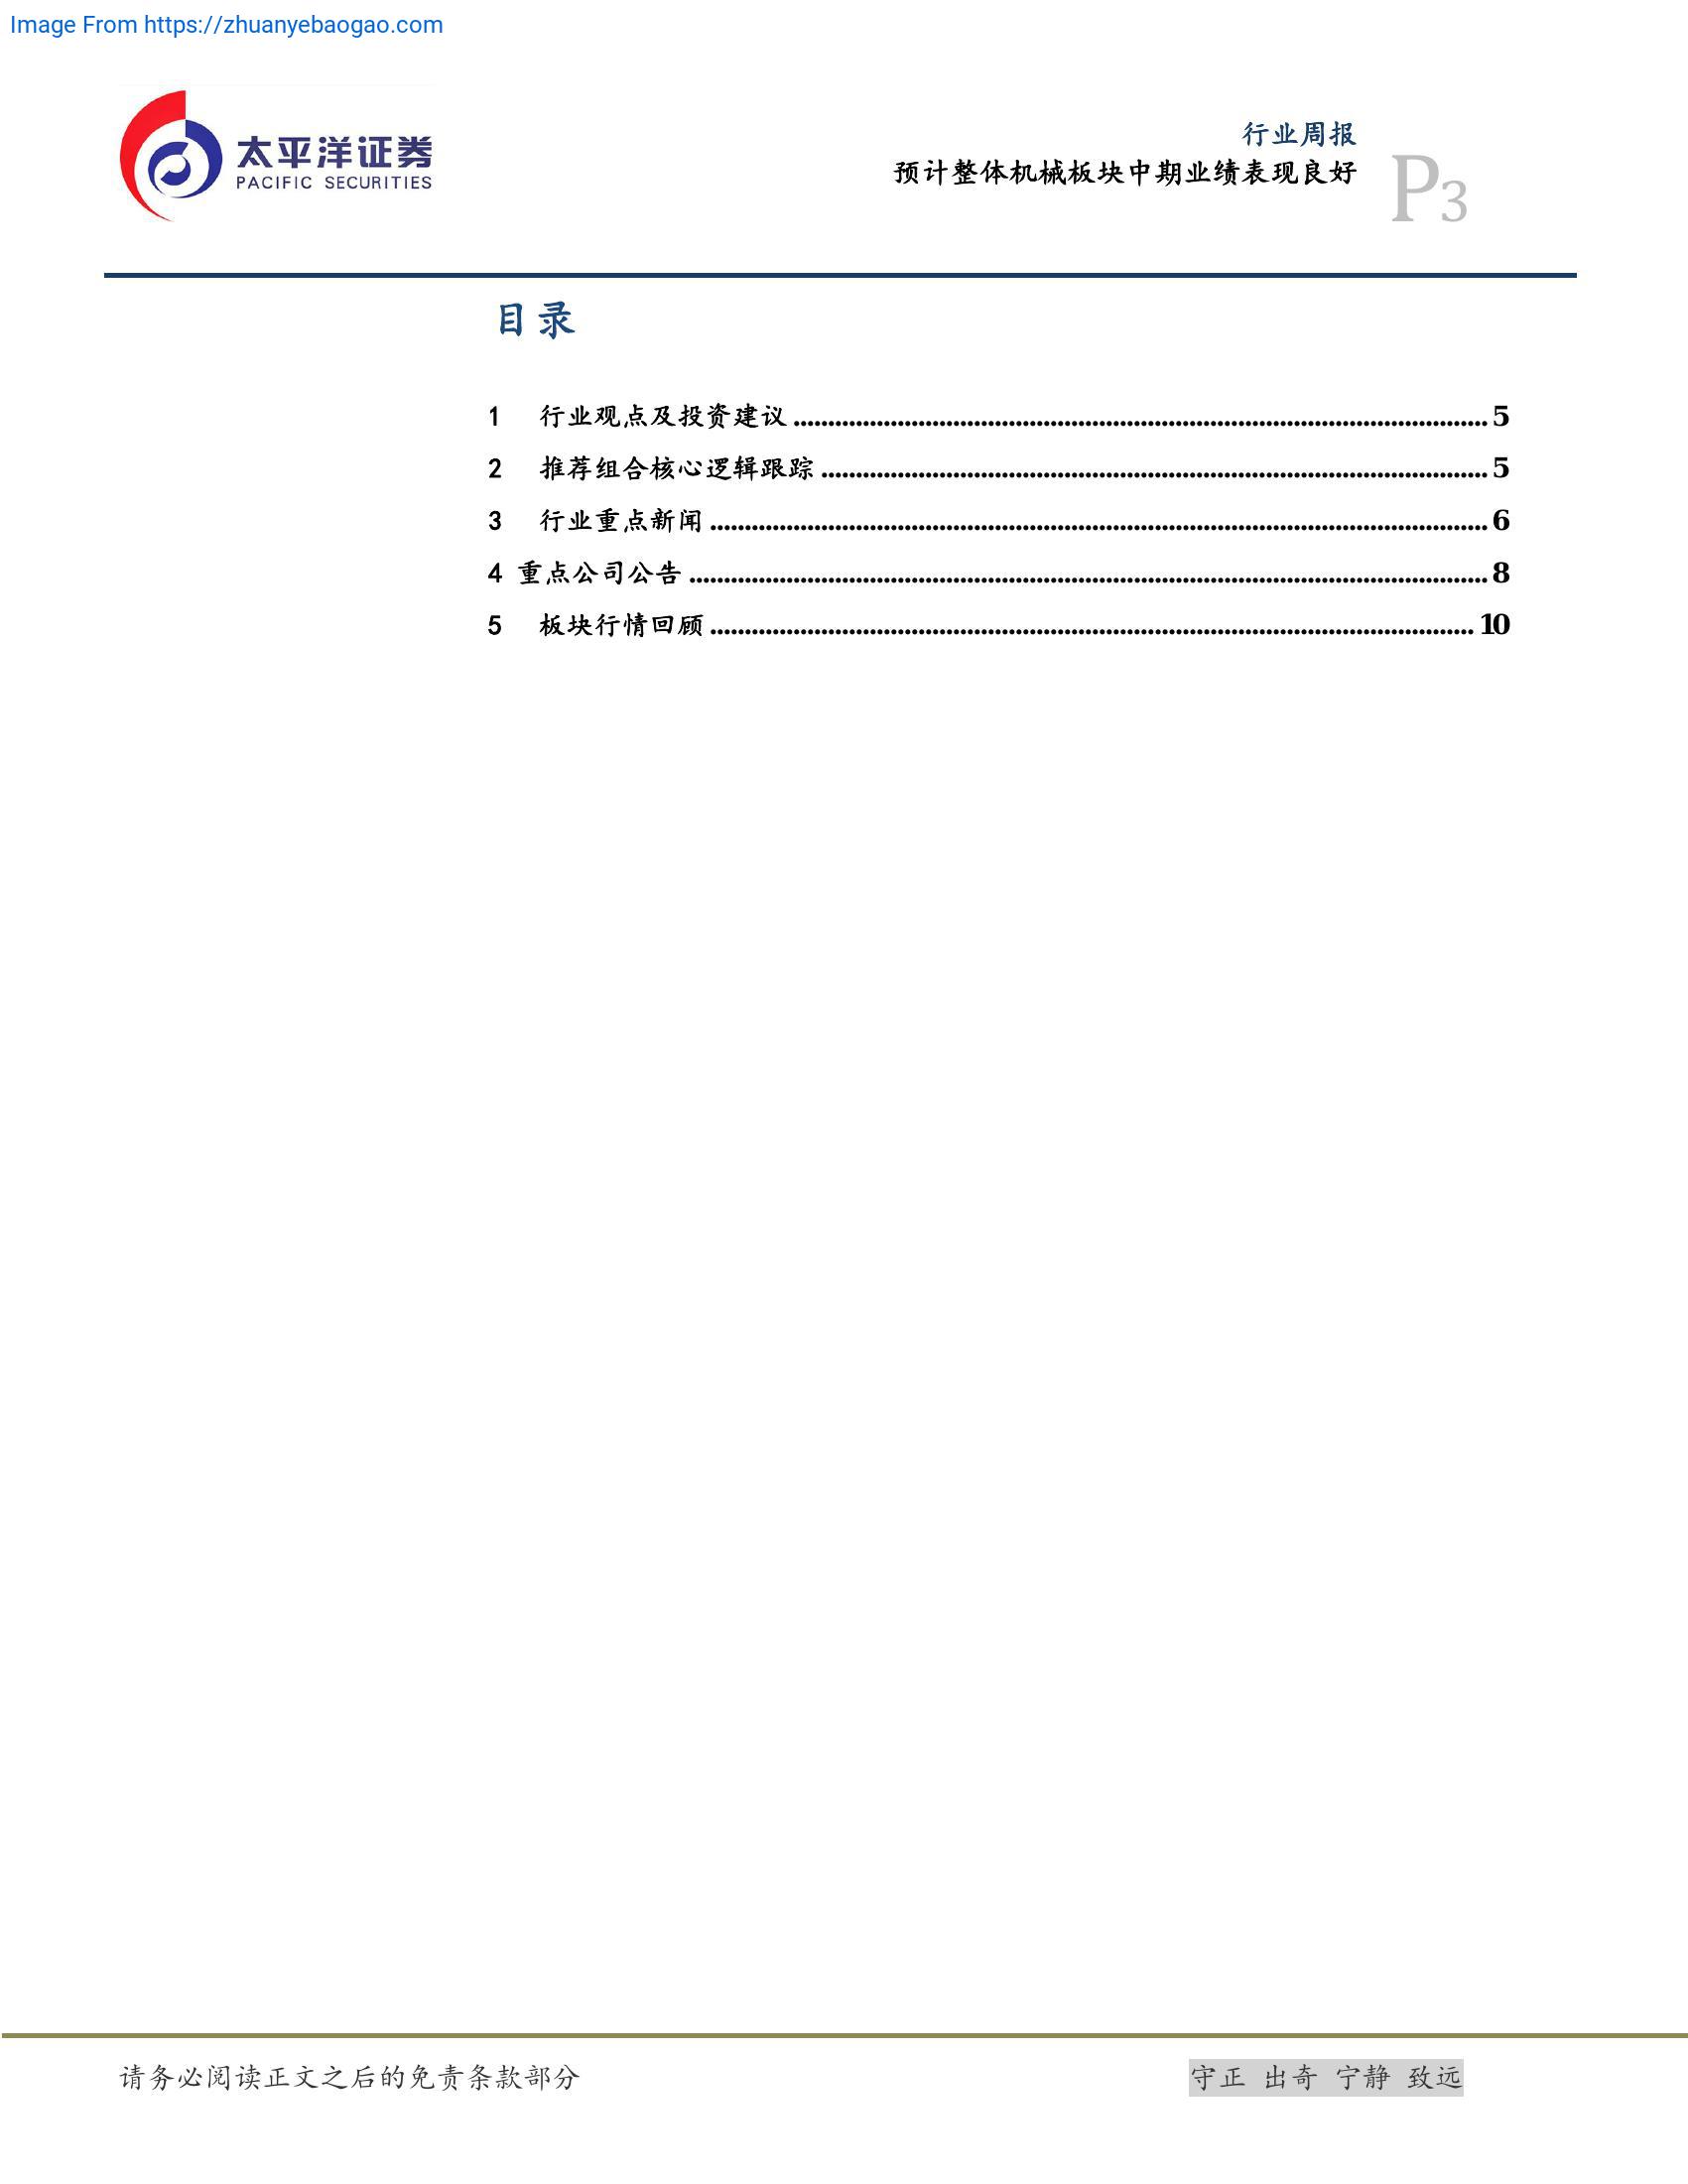 Image From https://zhuanyebaogao.com
太平洋证券
PACIFIC SECURITIES
行业周报
预计整体机械板块中期业绩表现良好
P3
目录
1 行业观点及投资建议 5
2 推荐组合核心逻辑跟踪 5
3 行业重点新闻 6
4 重点公司公告 8
5 板块行情回顾 10
请务必阅读正文之后的免责条款部分
守正 出奇 宁静 致远